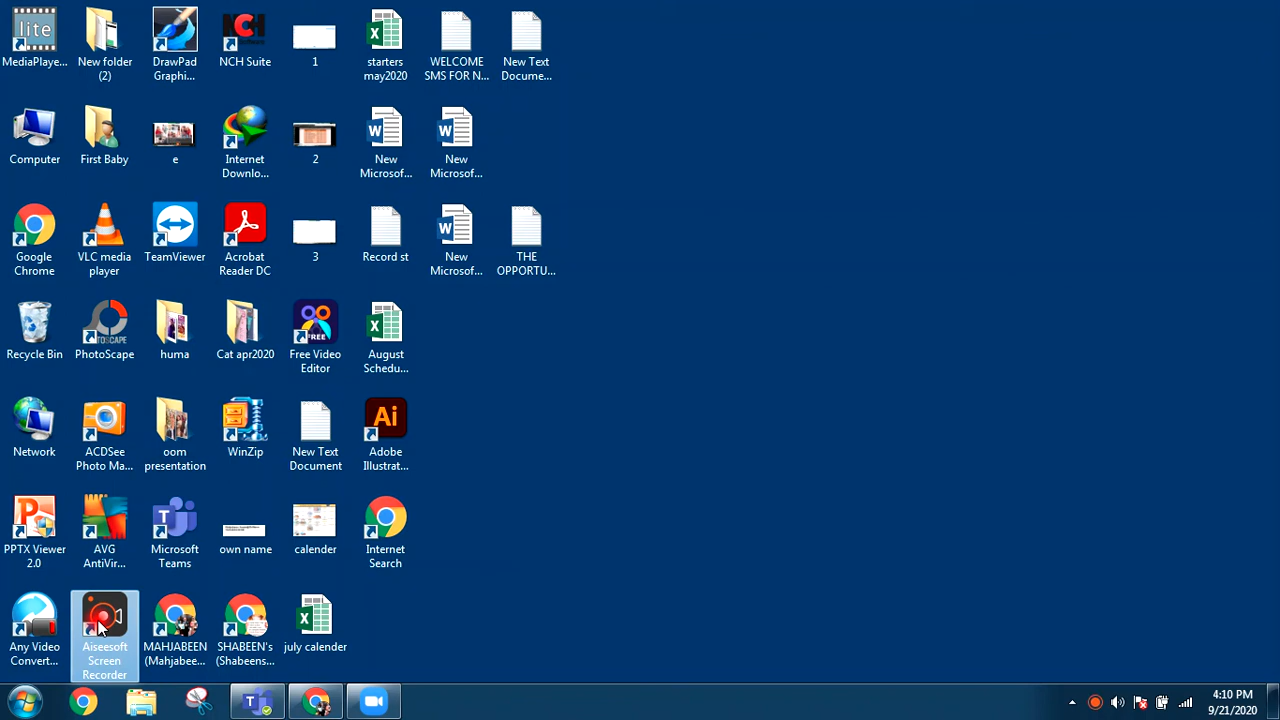 lite
MediaPlaye...
New folder
(2)
DrawPad
Graphi...
NCH
NCH Suite
1
starters
may2020
WELCOME
SMS FOR N...
New Text
Docume...
Computer
First Baby
e
Internet
Downlo...
2
New
Microsof...
New
Microsof...
Google
Chrome
VLC media
player
TeamViewer
Acrobat
Reader DC
3
Record st
New
Microsof...
THE
OPPORTU...
Recycle Bin
PhotoScape
huma
Cat apr2020
FREE
Free Video
Editor
August
Schedu...
Network
ACDSee
Photo Ma...
oom
presentation
WinZip
New Text
Document
Ai
Adobe
Illustrat...
PPTX Viewer
2.0
AVG
AntiVir...
Microsoft
Teams
own name
calender
Internet
Search
Any Video
Convert...
Aiseesoft
Screen
Recorder
MAHJABEEN
(Mahjabee...
SHABEEN's
(Shabeens...
july calender
4:10 PM
9/21/2020